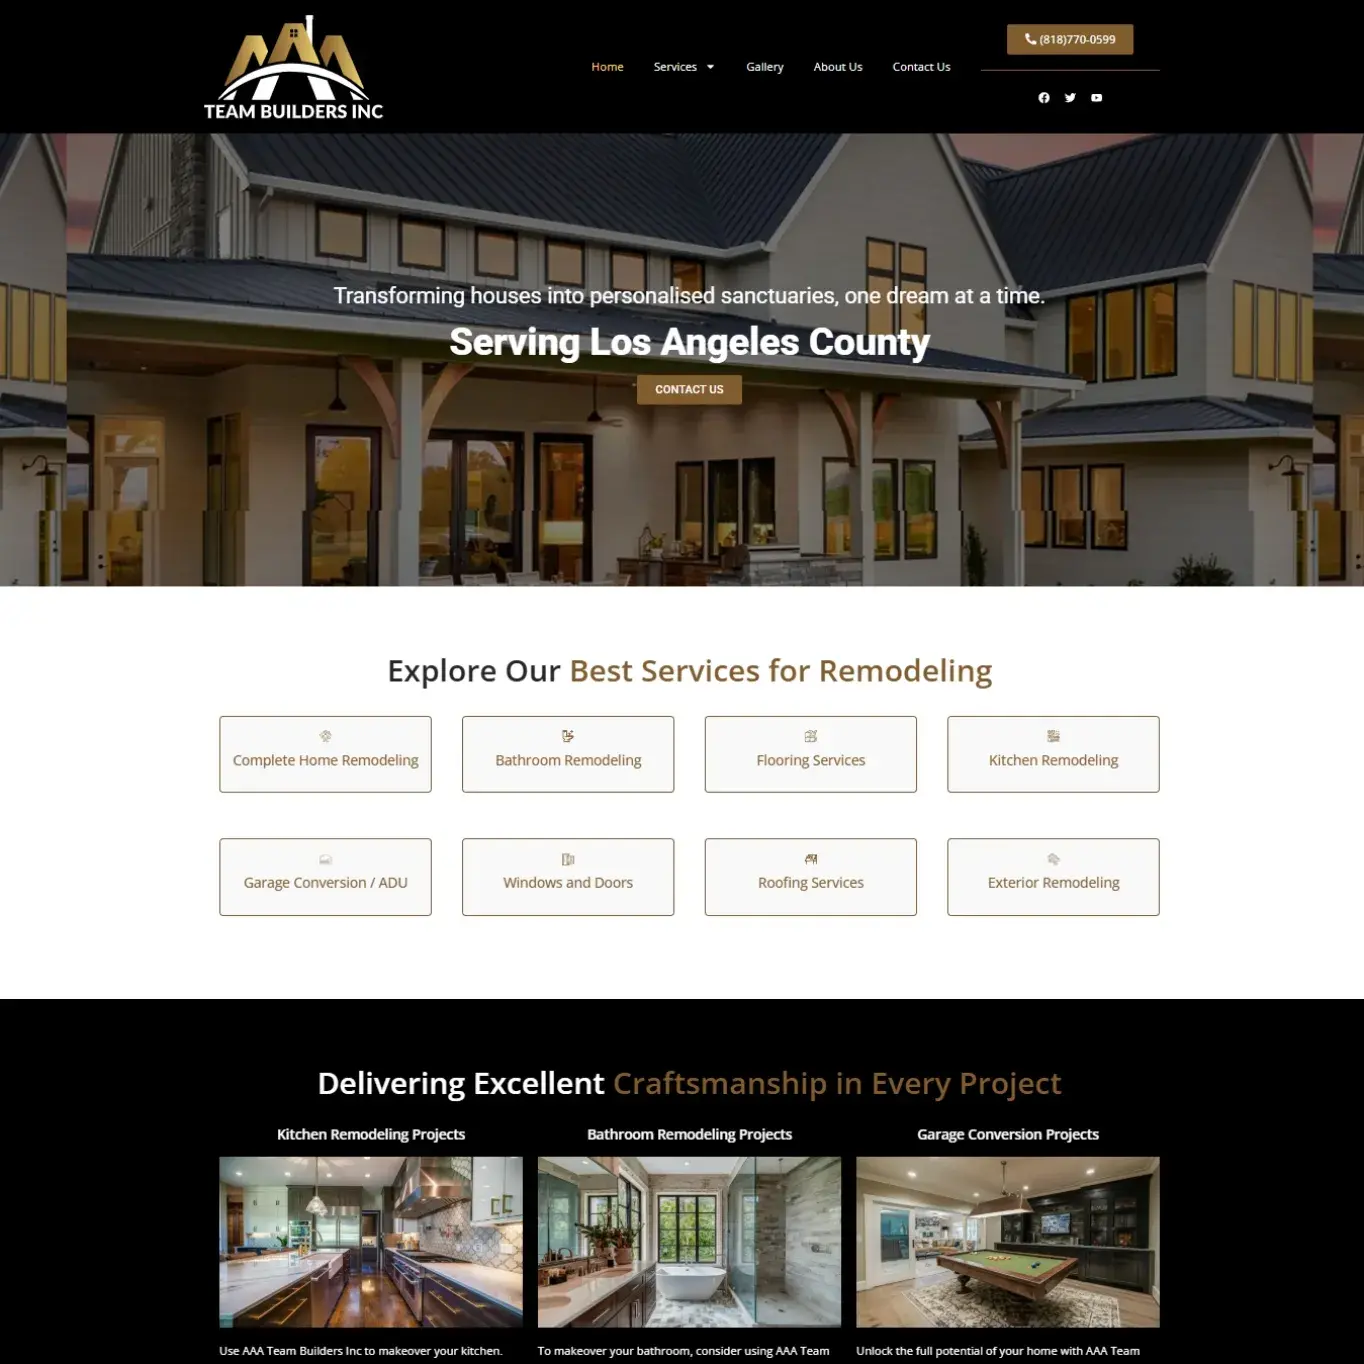 AAA
TEAM BUILDERS INC
Home
Services
Gallery
About Us
Contact Us
(818)770-0599
Transforming houses into personalised sanctuaries, one dream at a time.
Serving Los Angeles County
CONTACT US
Explore Our Best Services for Remodeling
Complete Home Remodeling
Bathroom Remodeling
Flooring Services
Kitchen Remodeling
Garage Conversion / ADU
Windows and Doors
Roofing Services
Exterior Remodeling
Delivering Excellent Craftsmanship in Every Project
Kitchen Remodeling Projects
Bathroom Remodeling Projects
Garage Conversion Projects
Use AAA Team Builders Inc to makeover your kitchen.
To makeover your bathroom, consider using AAA Team
Unlock the full potential of your home with AAA Team